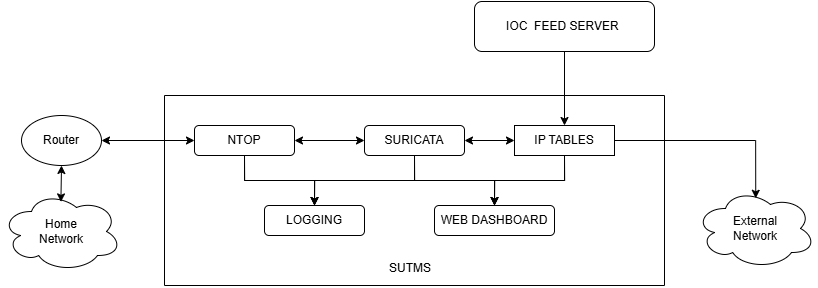 IOC FEED SERVER
Router
NTOP
SURICATA
IP TABLES
Home
Network
LOGGING
WEB DASHBOARD
External
Network
SUTMS